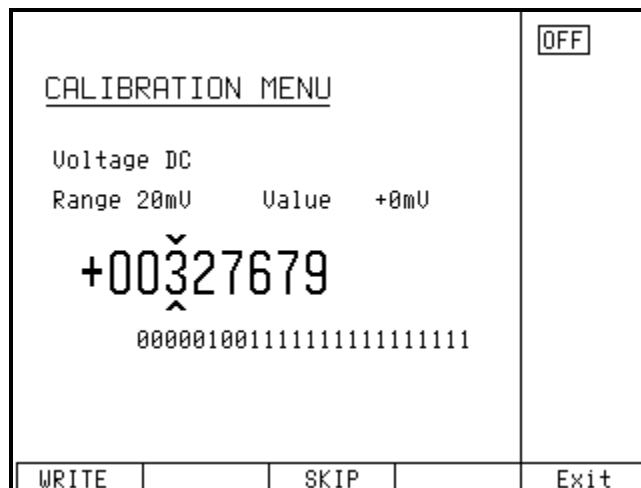 OFF
CALIBRATION MENU
Voltage DC
Range 20mV Value +0mV
+00327679
000001001111111111111111
WRITE SKIP Exit